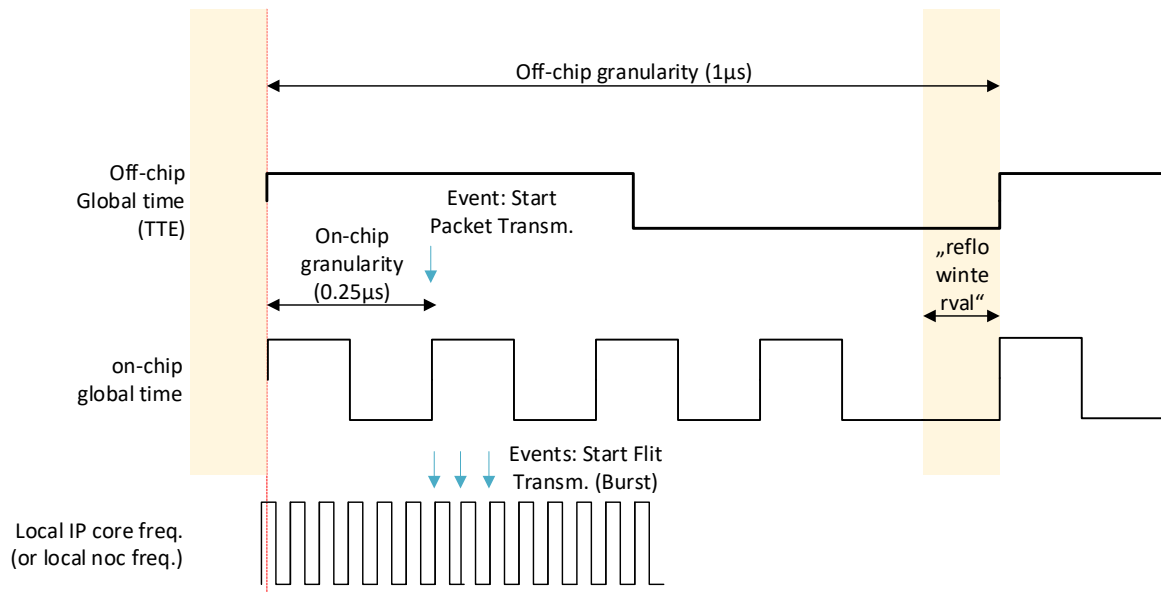 Off-chip granularity (1µs)
Off-chip
Global time
(TTE)
Event: Start
Packet Transm.
On-chip
granularity
(0.25µs)
„reflo
winte
rval“
on-chip
global time
Events: Start Flit
Transm. (Burst)
Local IP core freq.
(or local noc freq.)